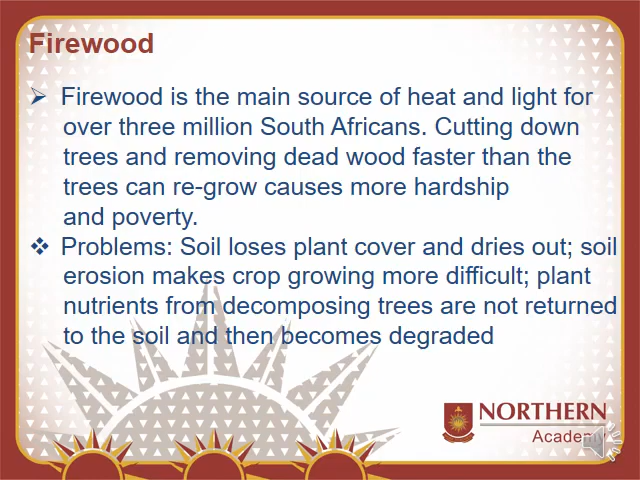 Firewood
Firewood is the main source of heat and light for
over three million South Africans. Cutting down
trees and removing dead wood faster than the
trees can re-grow causes more hardship
and poverty.
Problems: Soil loses plant cover and dries out; soil
erosion makes crop growing more difficult; plant
nutrients from decomposing trees are not returned
to the soil and then becomes degraded
NORTHERN
Academy